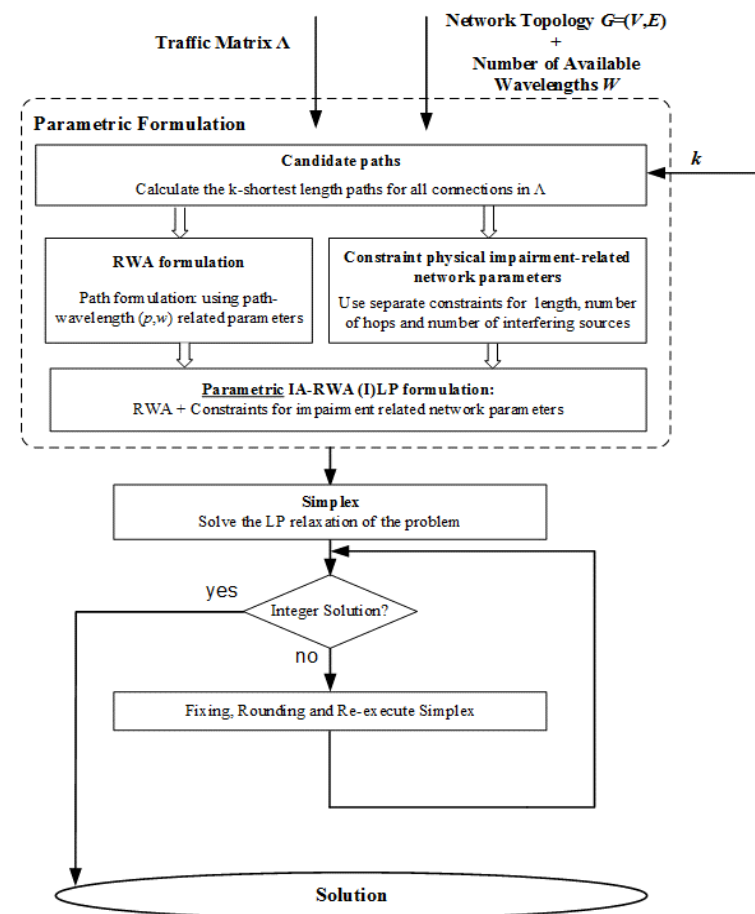 Traffic Matrix Λ
Network Topology G=(V,E)
+
Number of Available
Wavelengths W
Parametric Formulation
k
Candidate paths
Calculate the k-shortest length paths for all connections in Λ
RWA formulation
Path formulation: using path-
wavelength (p,w) related parameters
Constraint physical impairment-related
network parameters
Use separate constraints for length, number
of hops and number of interfering sources
Parametric IA-RWA (I)LP formulation:
RWA + Constraints for impairment related network parameters
Simplex
Solve the LP relaxation of the problem
yes
Integer Solution?
no
Fixing, Rounding and Re-execute Simplex
Solution